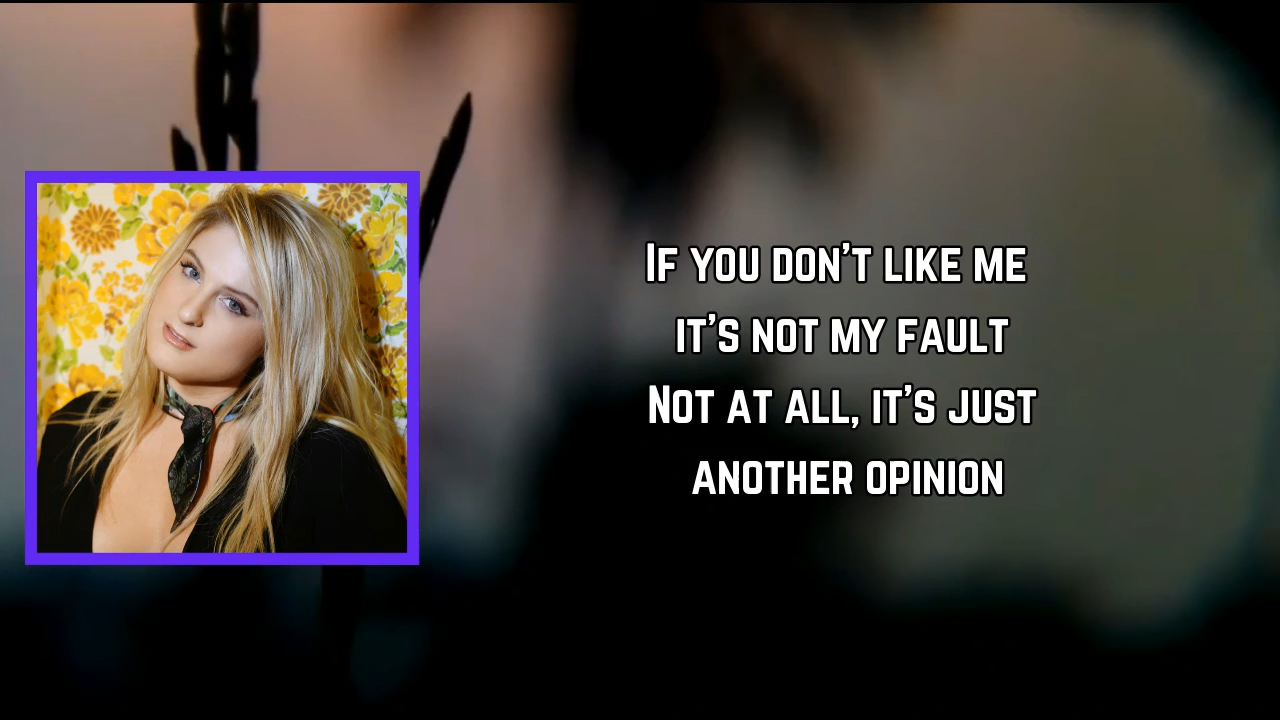 If you don't like me
it's not my fault
Not at all, it's just
another opinion